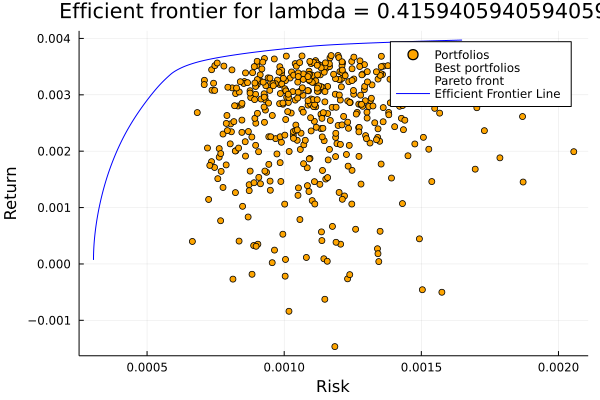 Efficient frontier for lambda = 0.4159405940594059
Portfolios
Best portfolios
Pareto front
Efficient Frontier Line
0.004
0.003
0.002
0.001
0.000
−0.001
Return
0.0005
0.0010
0.0015
0.0020
Risk